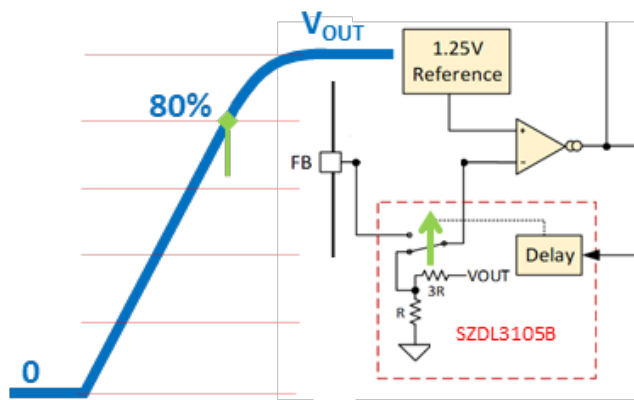 VOUT
1.25V
Reference
80%
+
FB
-
Delay
VOUT
3R
R
SZDL3105B
0